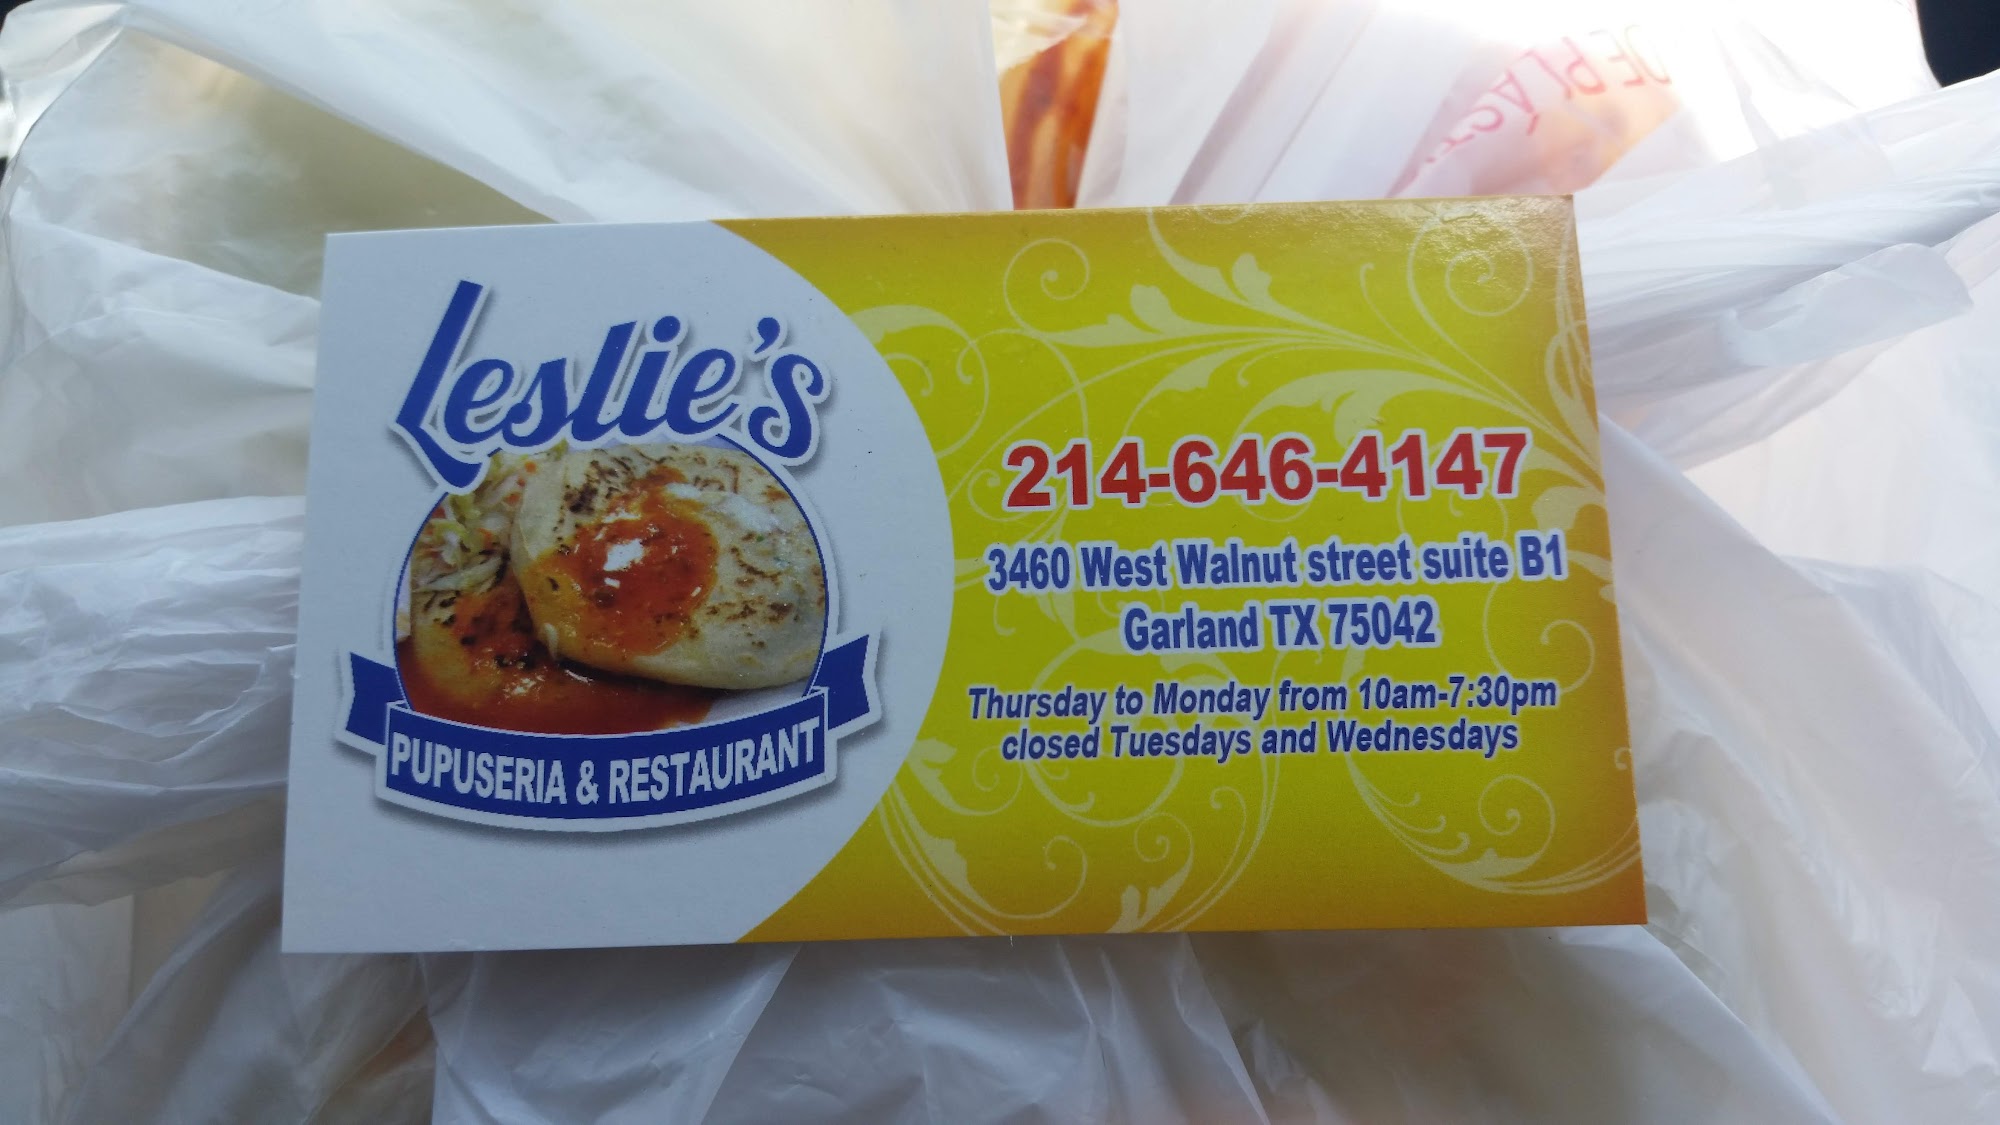 Leslie's
PUPUSERIA & RESTAURANT
214-646-4147
3460 West Walnut street suite B1
Garland TX 75042
Thursday to Monday from 10am-7:30pm
closed Tuesdays and Wednesdays